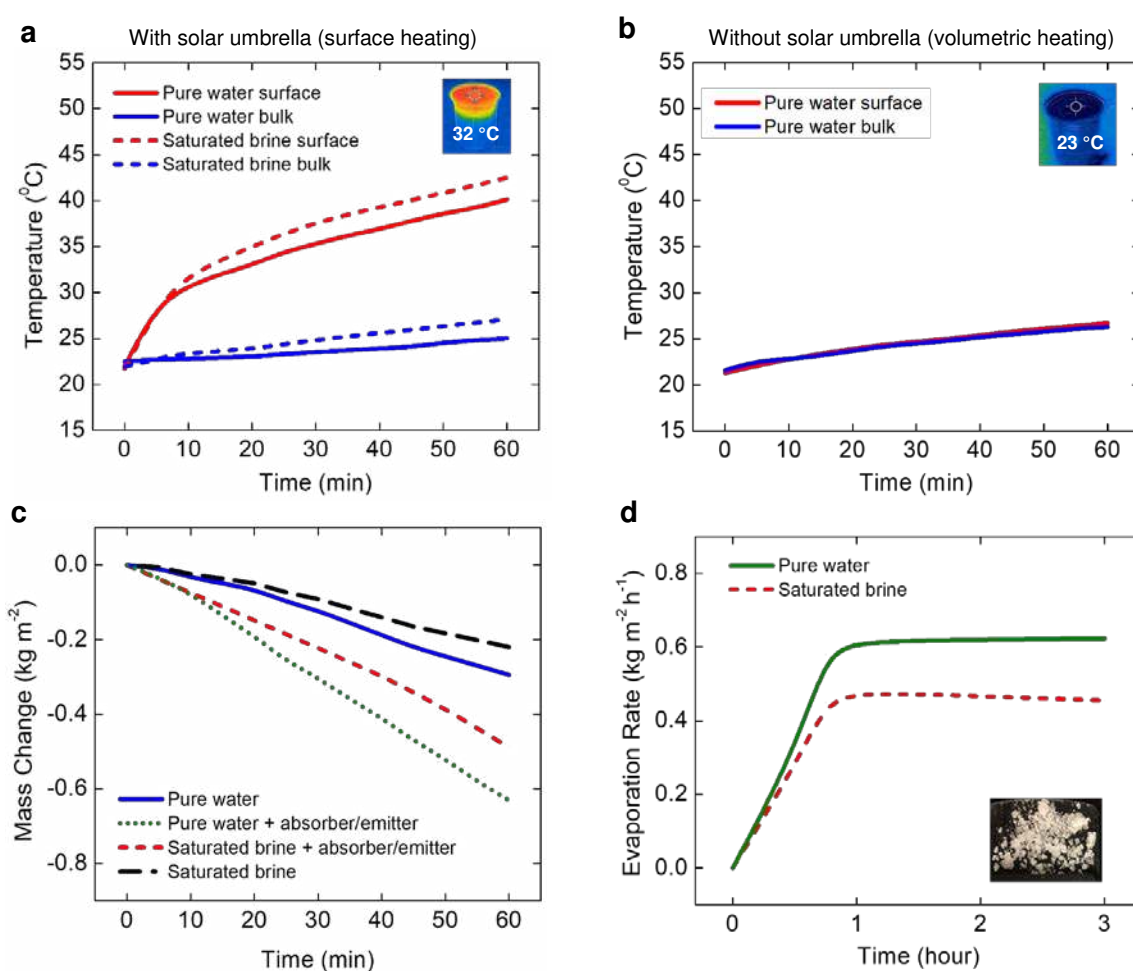 a
With solar umbrella (surface heating)
55
50
45
40
35
30
25
20
15
Temperature (⁰C)
Pure water surface
Pure water bulk
Saturated brine surface
Saturated brine bulk
32 °C
0 10 20 30 40 50 60
Time (min)
b
Without solar umbrella (volumetric heating)
55
50
45
40
35
30
25
20
15
Temperature (⁰C)
Pure water surface
Pure water bulk
23 °C
0 10 20 30 40 50 60
Time (min)
c
0.0
-0.2
-0.4
-0.6
-0.8
Mass Change (kg m⁻²)
Pure water
Pure water + absorber/emitter
Saturated brine + absorber/emitter
Saturated brine
0 10 20 30 40 50 60
Time (min)
d
0.8
0.6
0.4
0.2
0.0
Evaporation Rate (kg m⁻² h⁻¹)
Pure water
Saturated brine
0 1 2 3
Time (hour)